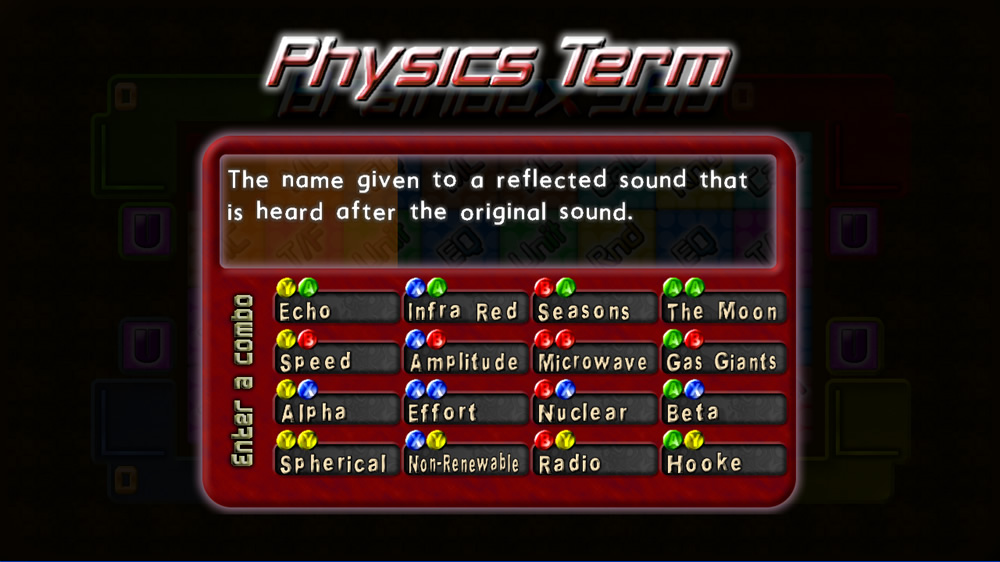 Physics Term
The name given to a reflected sound that
is heard after the original sound.
Enter a combo
Y A X A B A A A
Echo Infra Red Seasons The Moon
Y B X B B B A B
Speed Amplitude Microwave Gas Giants
Y X X X B X A X
Alpha Effort Nuclear Beta
Y Y X Y B Y A Y
Spherical Non-Renewable Radio Hooke